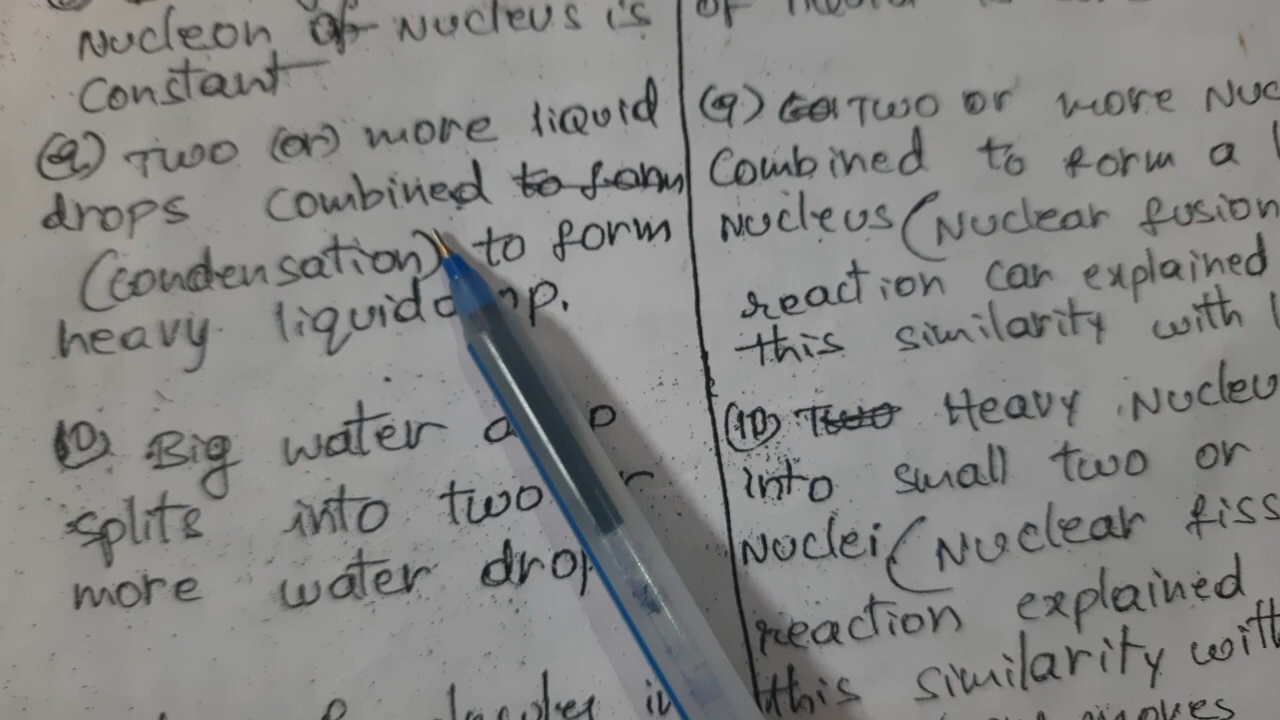 Nucleon of Nucleus is
constant
(9) Two (or) more liquid
drops combined to form
(condensation) to form
heavy liquid
(10) Big water
splits into two
more water drop
(9) Two or more Nuc
combined to form a
Nucleus (Nuclear fusion
reaction can explained
this similarity with
(10) Two Heavy Nucleu
into small two or
Nuclei (Nuclear fiss
reaction explained
this similarity with